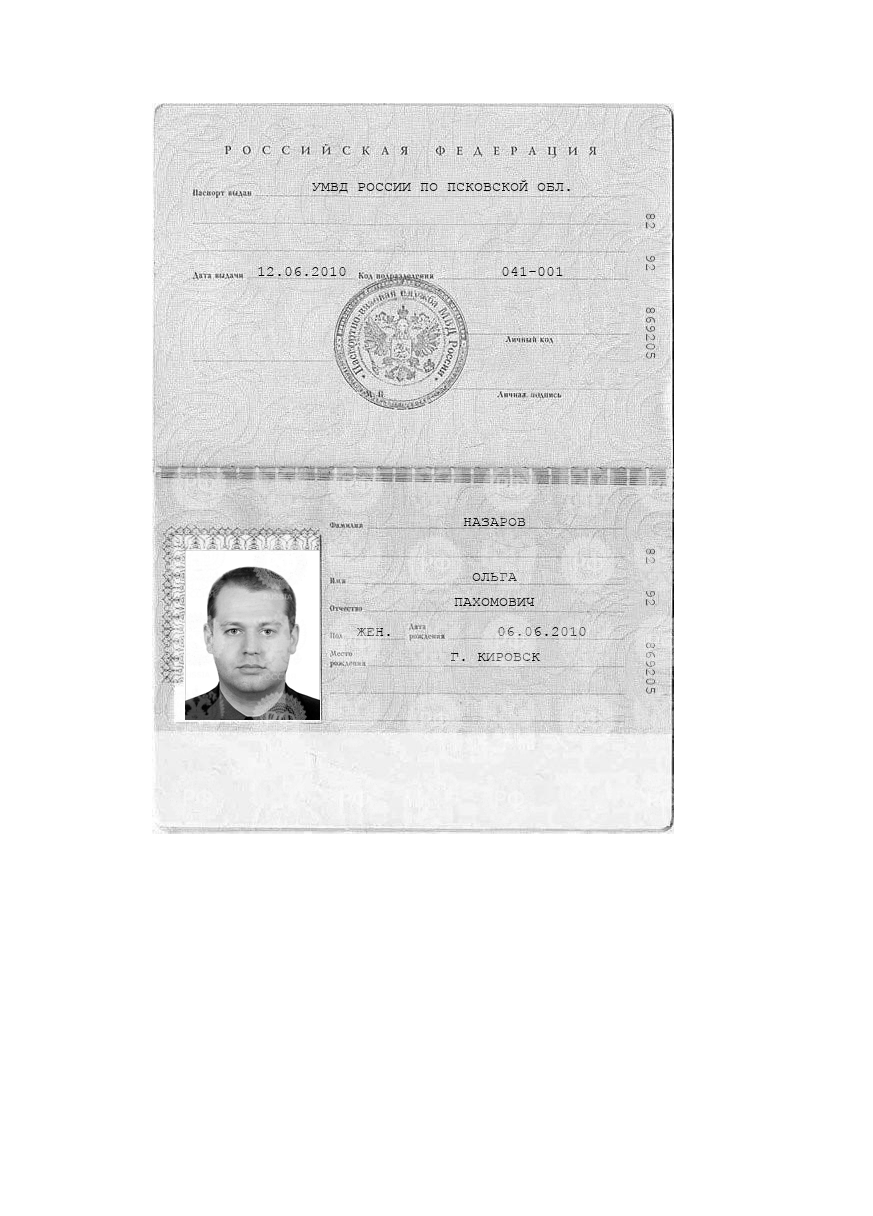 РОССИЙСКАЯ ФЕДЕРАЦИЯ
Паспорт выдан УМВД РОССИИ ПО ПСКОВСКОЙ ОБЛ.
82 92 869205
Дата выдачи 12.06.2010 Код подразделения 041-001
Паспортно-визовая служба МВД России
Личный код
М.П.
Личная подпись
Фамилия НАЗАРОВ
82 92 869205
Имя ОЛЬГА
Отчество ПАХОМОВИЧ
Пол ЖЕН. Дата рождения 06.06.2010
Место рождения Г. КИРОВСК